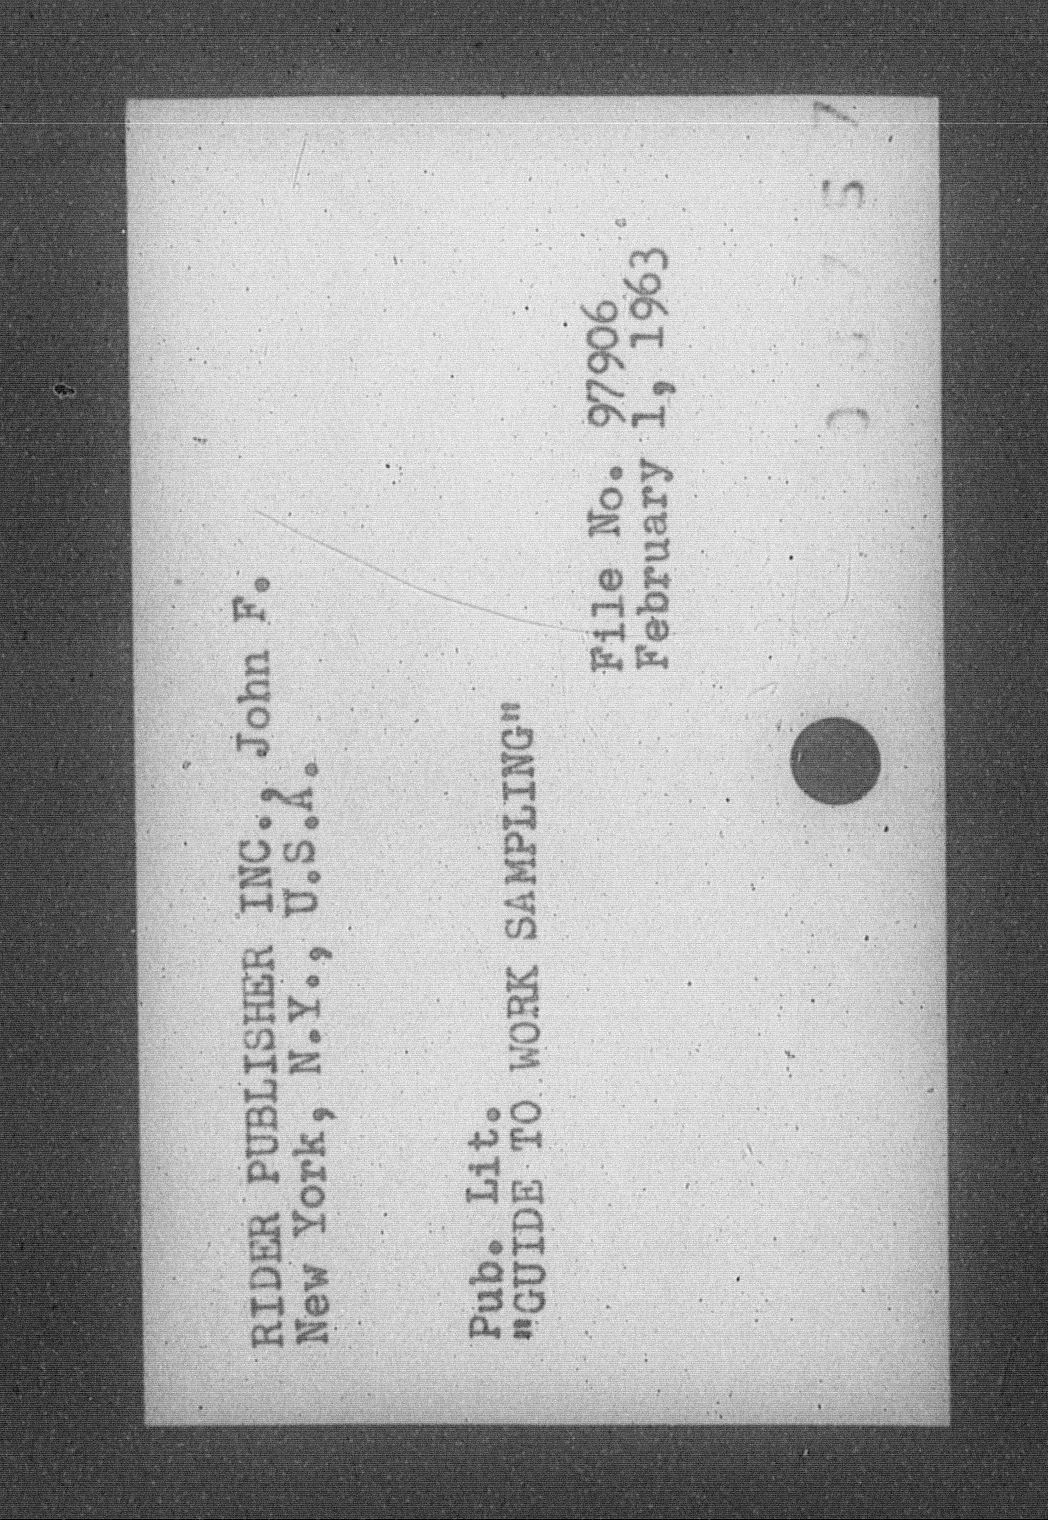 RIDER PUBLISHER INC., John F.
New York, N.Y., U.S.A.
Pub. Lit.
"GUIDE TO WORK SAMPLING"
File No. 97906
February 1, 1963